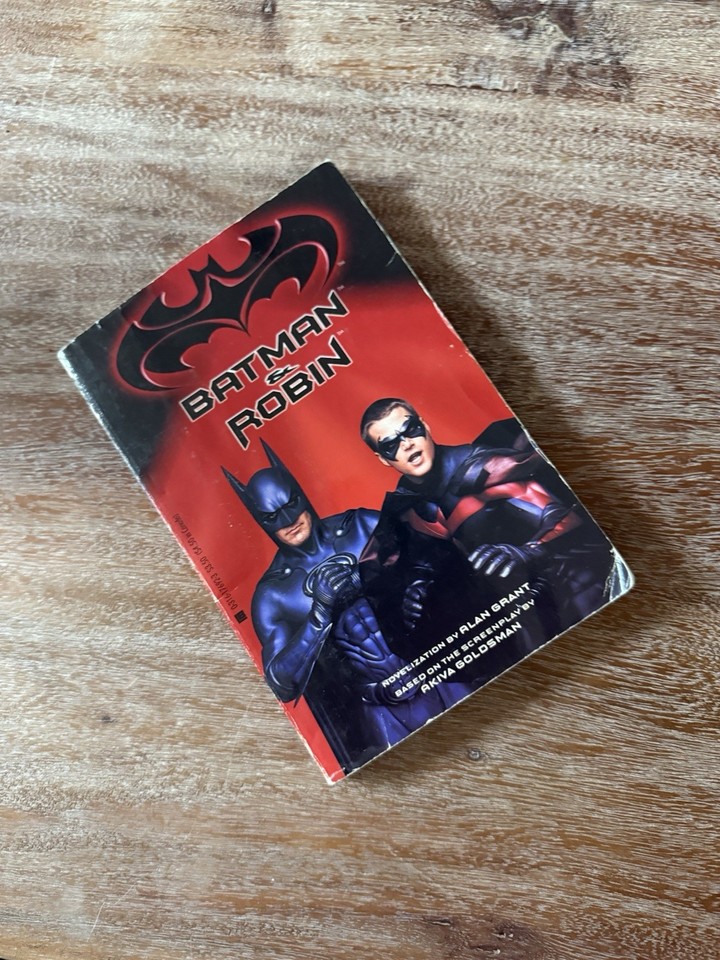 BATMAN
&
ROBIN
NOVELIZATION BY ALAN GRANT
BASED ON THE SCREENPLAY BY
AKIVA GOLDSMAN